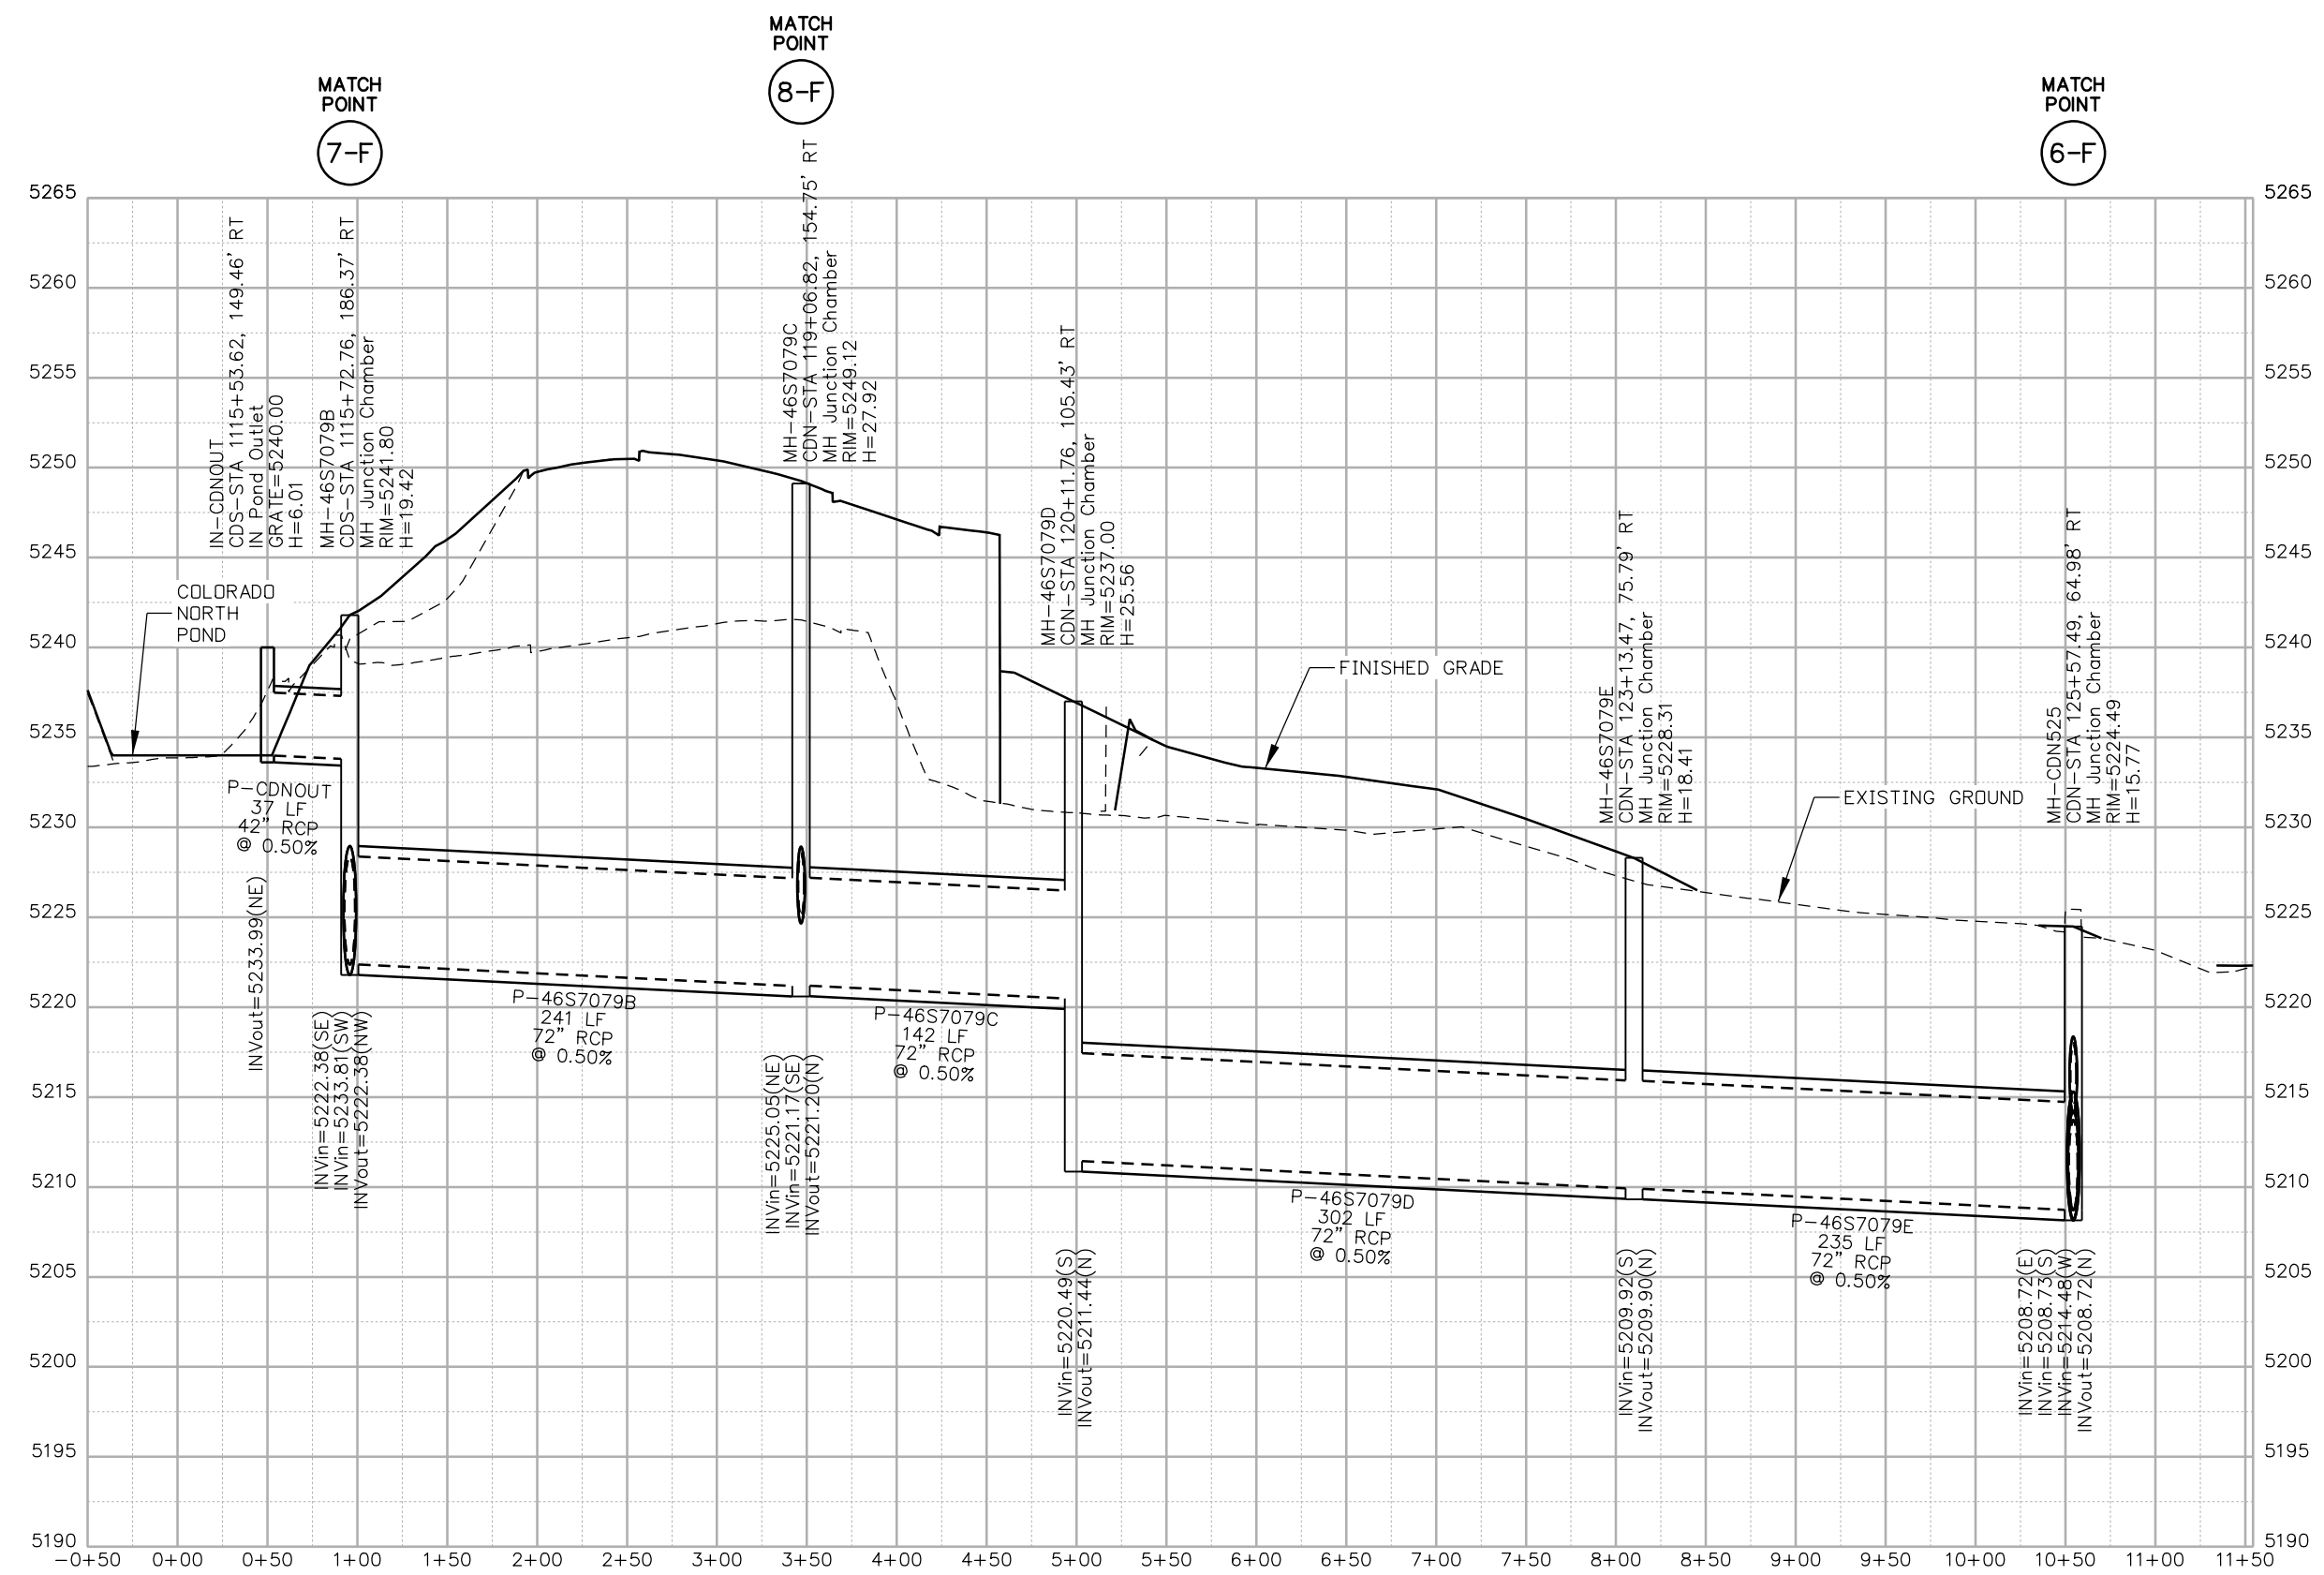 MATCH
POINT
7-F
MATCH
POINT
8-F
MATCH
POINT
6-F
5265
5260
5255
5250
5245
5240
5235
5230
5225
5220
5215
5210
5205
5200
5195
5190
IN-CDNOUT
CDS-STA 1115+53.62, 149.46' RT
IN Pond Outlet
GRATE=5240.00
H=6.01
MH-46S7079B
CDS-STA 1115+72.76, 186.37' RT
MH Junction Chamber
RIM=5241.80
H=19.42
MH-46S7079C
CDN-STA 119+06.82, 154.75' RT
MH Junction Chamber
RIM=5249.12
H=27.92
MH-46S7079D
CDN-STA 120+11.76, 105.43' RT
MH Junction Chamber
RIM=5237.00
H=25.56
MH-46S7079E
CDN-STA 123+13.47, 75.79' RT
MH Junction Chamber
RIM=5228.31
H=18.41
MH-CDN525
CDN-STA 125+57.49, 64.98' RT
MH Junction Chamber
RIM=5224.49
H=15.77
COLORADO
NORTH
POND
FINISHED GRADE
EXISTING GROUND
P-CDNOUT
37 LF
42" RCP
@ 0.50%
P-46S7079B
241 LF
72" RCP
@ 0.50%
P-46S7079C
142 LF
72" RCP
@ 0.50%
P-46S7079D
302 LF
72" RCP
@ 0.50%
P-46S7079E
235 LF
72" RCP
@ 0.50%
INVout=5233.99(NE)
INVin=5222.38(SE)
INVin=5233.81(SW)
INVout=5222.38(NW)
INVin=5225.05(NE)
INVin=5221.17(SE)
INVout=5221.20(N)
INVin=5220.49(S)
INVout=5211.44(N)
INVin=5209.92(S)
INVout=5209.90(N)
INVin=5208.72(E)
INVin=5208.73(S)
INVin=5214.48(W)
INVout=5208.72(N)
5265
5260
5255
5250
5245
5240
5235
5230
5225
5220
5215
5210
5205
5200
5195
5190
-0+50 0+00 0+50 1+00 1+50 2+00 2+50 3+00 3+50 4+00 4+50 5+00 5+50 6+00 6+50 7+00 7+50 8+00 8+50 9+00 9+50 10+00 10+50 11+00 11+50